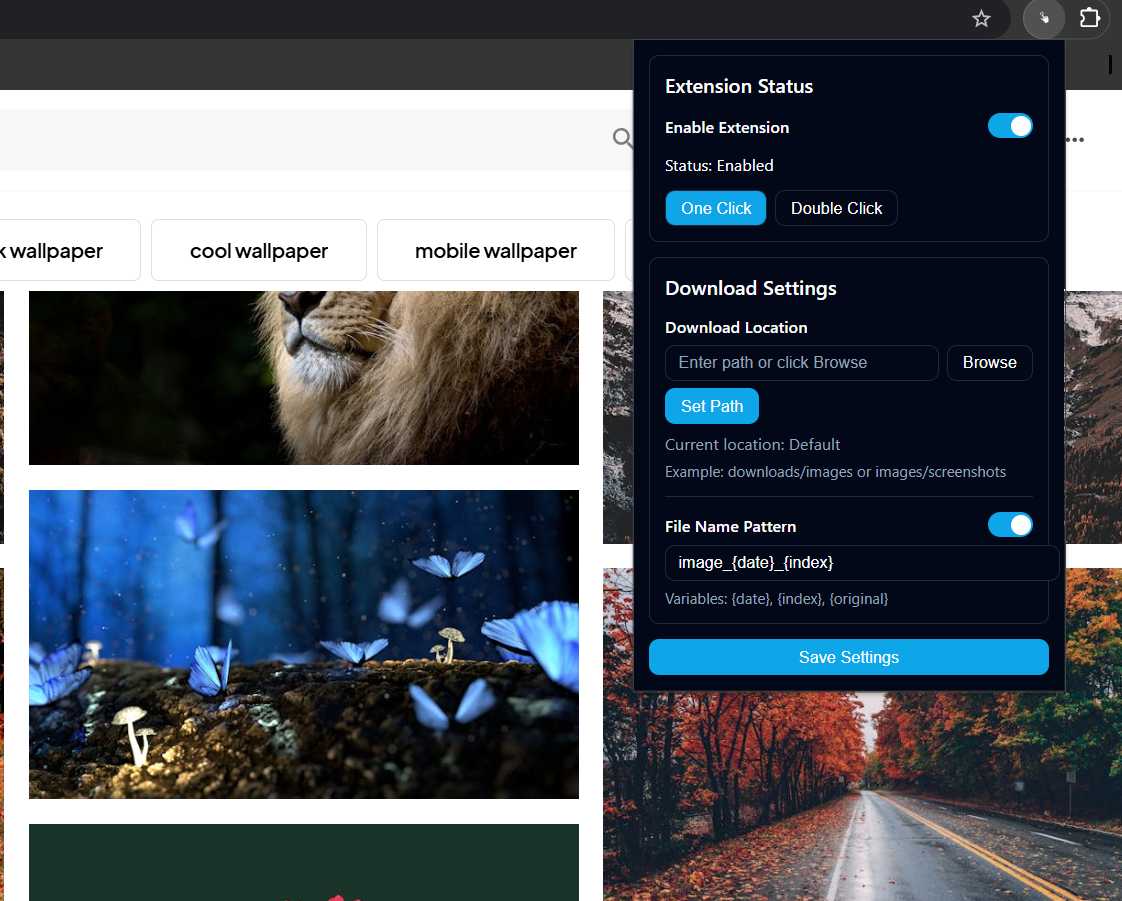 k wallpaper
cool wallpaper
mobile wallpaper
Extension Status
Enable Extension
Status: Enabled
One Click
Double Click
Download Settings
Download Location
Enter path or click Browse
Browse
Set Path
Current location: Default
Example: downloads/images or images/screenshots
File Name Pattern
image_{date}_{index}
Variables: {date}, {index}, {original}
Save Settings